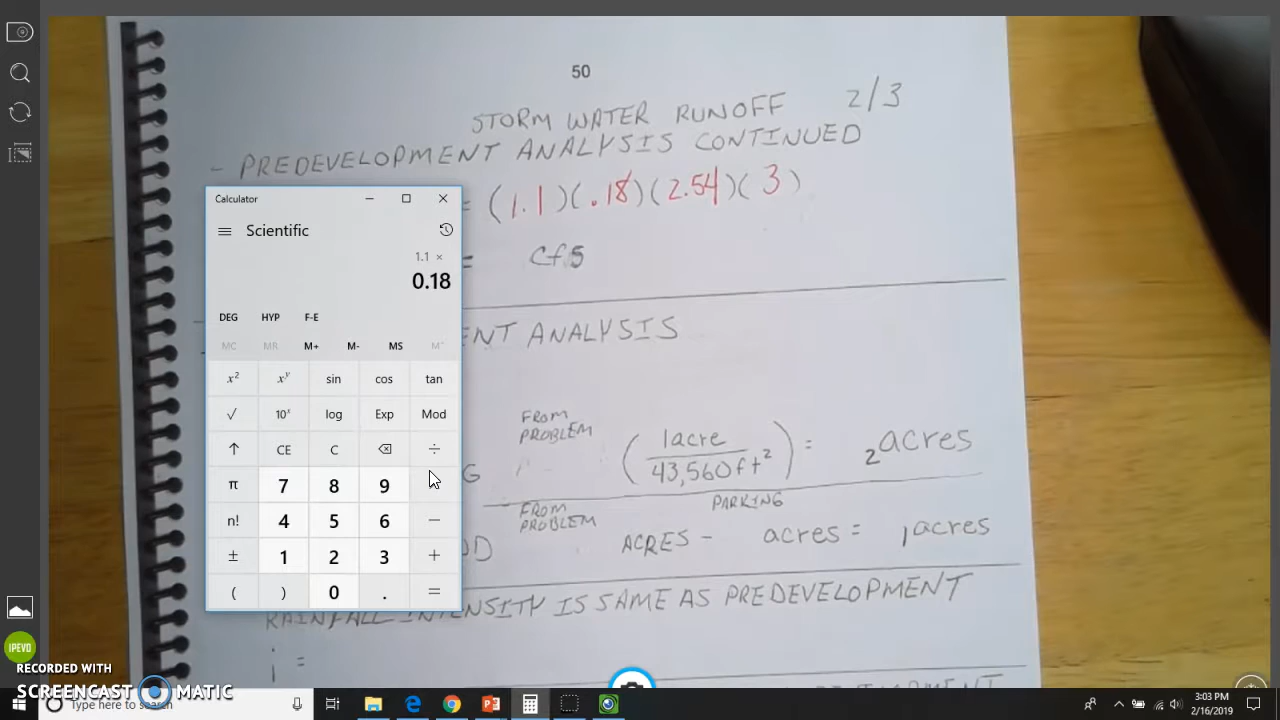 50
STORM WATER RUNOFF 2/3
- PREDEVELOPMENT ANALYSIS CONTINUED
= (1.1)(.18)(2.54)(3)
= cfs
Calculator
Scientific
1.1 ×
0.18
DEG HYP F-E
MC MR M+ M- MS M˅
x² xʸ sin cos tan
√ 10ˣ log Exp Mod
↑ CE C ⌫ ÷
π 7 8 9
n! 4 5 6 −
± 1 2 3 +
( ) 0 . =
ENT ANALYSIS
FROM
PROBLEM
G (1acre / 43,560ft²) = ₂acres
PARKING
FROM
PROBLEM
OD ACRES - acres = ₁acres
RAINFALL INTENSITY IS SAME AS PREDEVELOPMENT
i =
IPEVO
RECORDED WITH
SCREENCAST MATIC
Type here to search
3:03 PM
2/16/2019